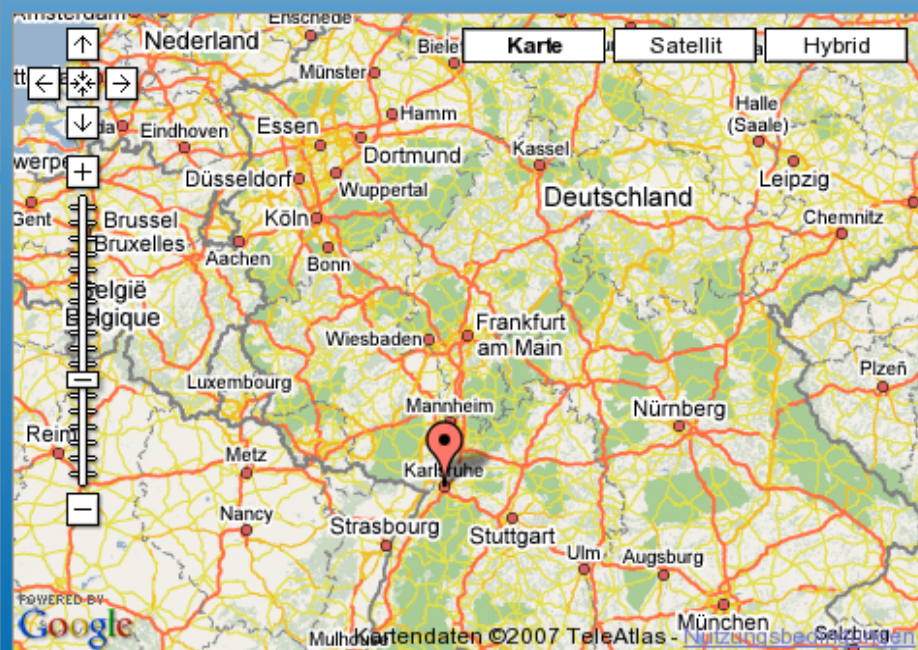 Amsterdam
Enschede
Nederland
Karte
Satellit
Hybrid
Münster
Halle
(Saale)
Hamm
Eindhoven
Essen
Dortmund
Kassel
Leipzig
Düsseldorf
Wuppertal
Deutschland
Gent
Brussel
Bruxelles
Köln
Chemnitz
Aachen
Bonn
België
Belgique
Wiesbaden
Frankfurt
am Main
Plzeň
Luxembourg
Mannheim
Nürnberg
Metz
Karlsruhe
Nancy
Strasbourg
Stuttgart
Ulm
Augsburg
POWERED BY
Google
München
Mulhouse
Kartendaten ©2007 TeleAtlas - Nutzungsbedingungen
Salzburg